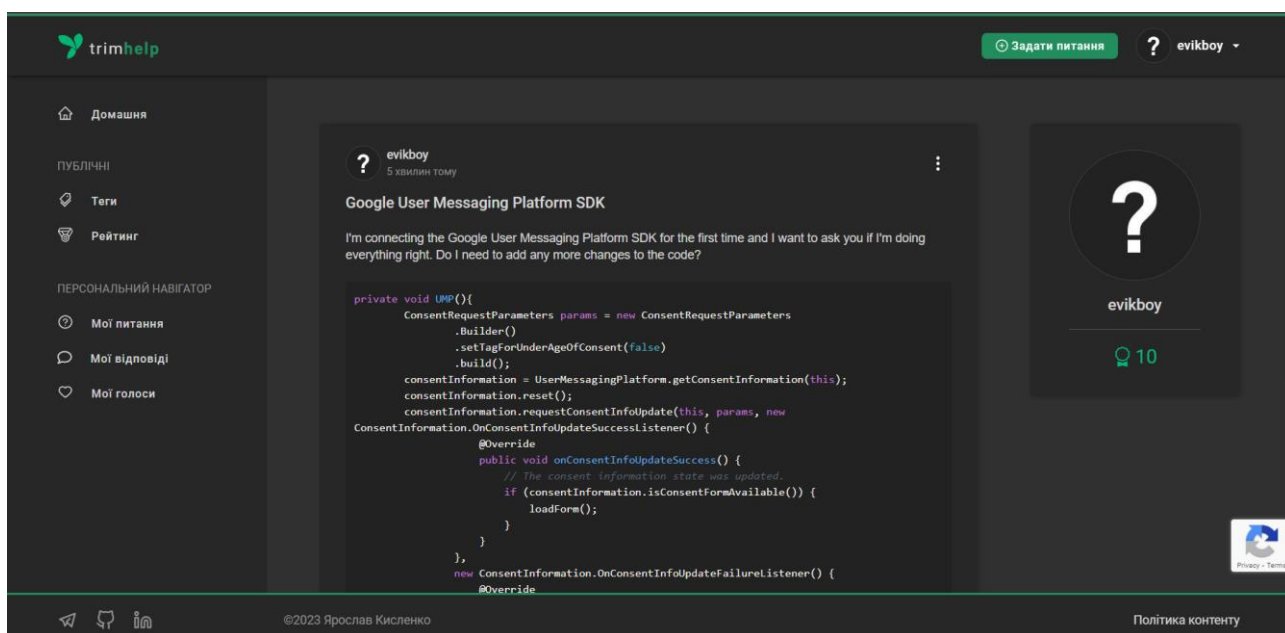 trimhelp
Задати питання
? evikboy
Домашня
ПУБЛІЧНІ
Теги
Рейтинг
ПЕРСОНАЛЬНИЙ НАВІГАТОР
Мої питання
Мої відповіді
Мої голоси
? evikboy
5 хвилин тому
Google User Messaging Platform SDK
I'm connecting the Google User Messaging Platform SDK for the first time and I want to ask you if I'm doing
everything right. Do I need to add any more changes to the code?
private void UMP(){
ConsentRequestParameters params = new ConsentRequestParameters
.Builder()
.setTagForUnderAgeOfConsent(false)
.build();
consentInformation = UserMessagingPlatform.getConsentInformation(this);
consentInformation.reset();
consentInformation.requestConsentInfoUpdate(this, params, new
ConsentInformation.OnConsentInfoUpdateSuccessListener() {
@Override
public void onConsentInfoUpdateSuccess() {
// The consent information state was updated.
if (consentInformation.isConsentFormAvailable()) {
loadForm();
}
}
},
new ConsentInformation.OnConsentInfoUpdateFailureListener() {
@Override
?
evikboy
10
Privacy - Terms
©2023 Ярослав Кисленко
Політика контенту